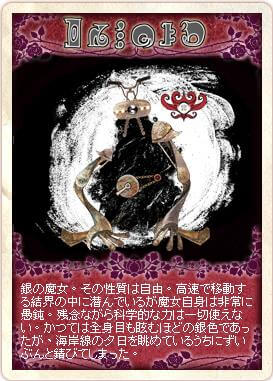 銀の魔女。その性質は自由。高速で移動す
る結界の中に潜んでいるが魔女自身は非常に
愚鈍。残念ながら科学的な力は一切使えな
い。かつては全身目も眩むほどの銀色であっ
たが、海岸線の夕日を眺めているうちにずい
ぶんと錆びてしまった。